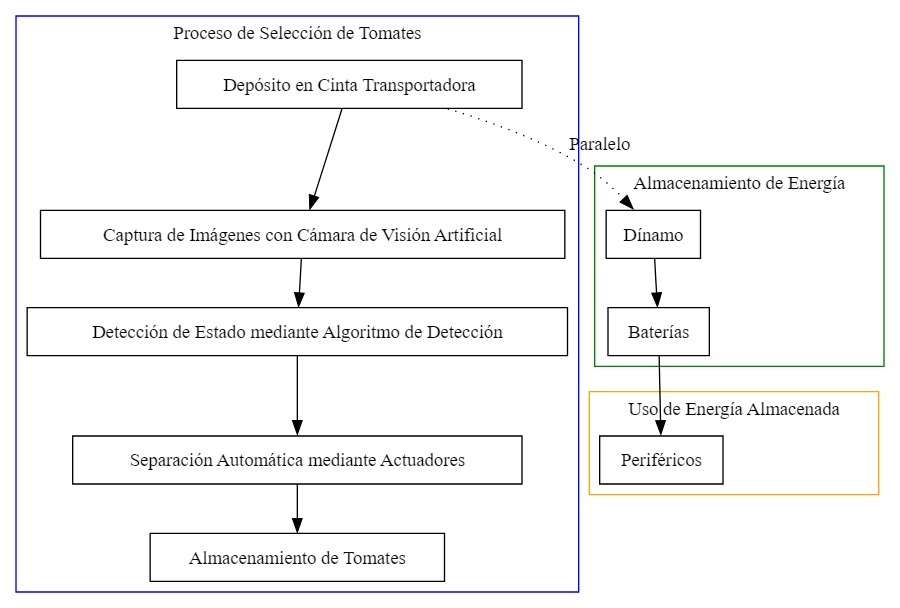 Proceso de Selección de Tomates
Depósito en Cinta Transportadora
Paralelo
Almacenamiento de Energía
Captura de Imágenes con Cámara de Visión Artificial
Dínamo
Detección de Estado mediante Algoritmo de Detección
Baterías
Uso de Energía Almacenada
Separación Automática mediante Actuadores
Periféricos
Almacenamiento de Tomates